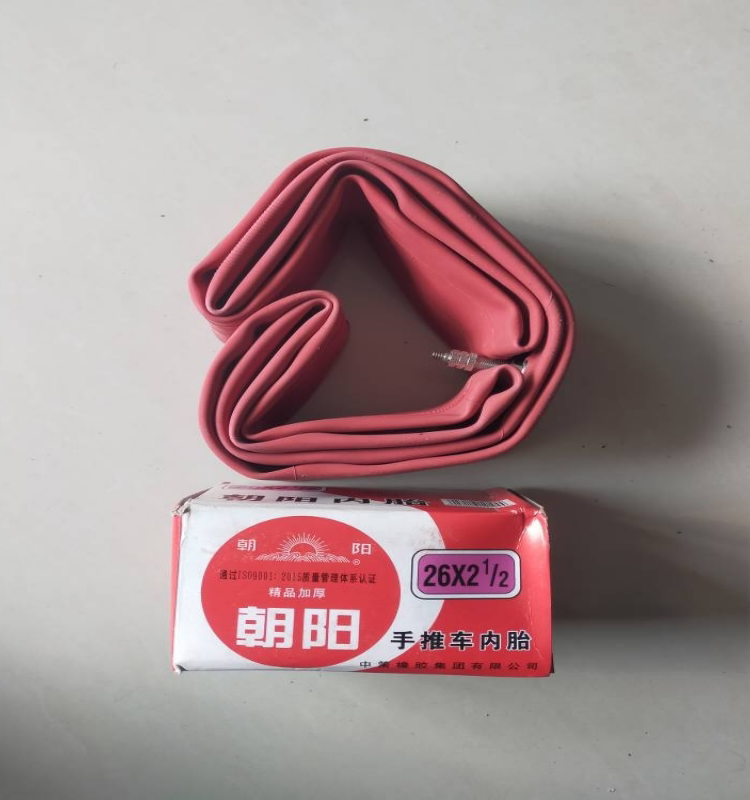 朝阳内胎
朝 阳
®
通过ISO9001:2015质量管理体系认证
精品加厚
朝阳
26X2 1/2
手推车内胎
中策橡胶集团有限公司